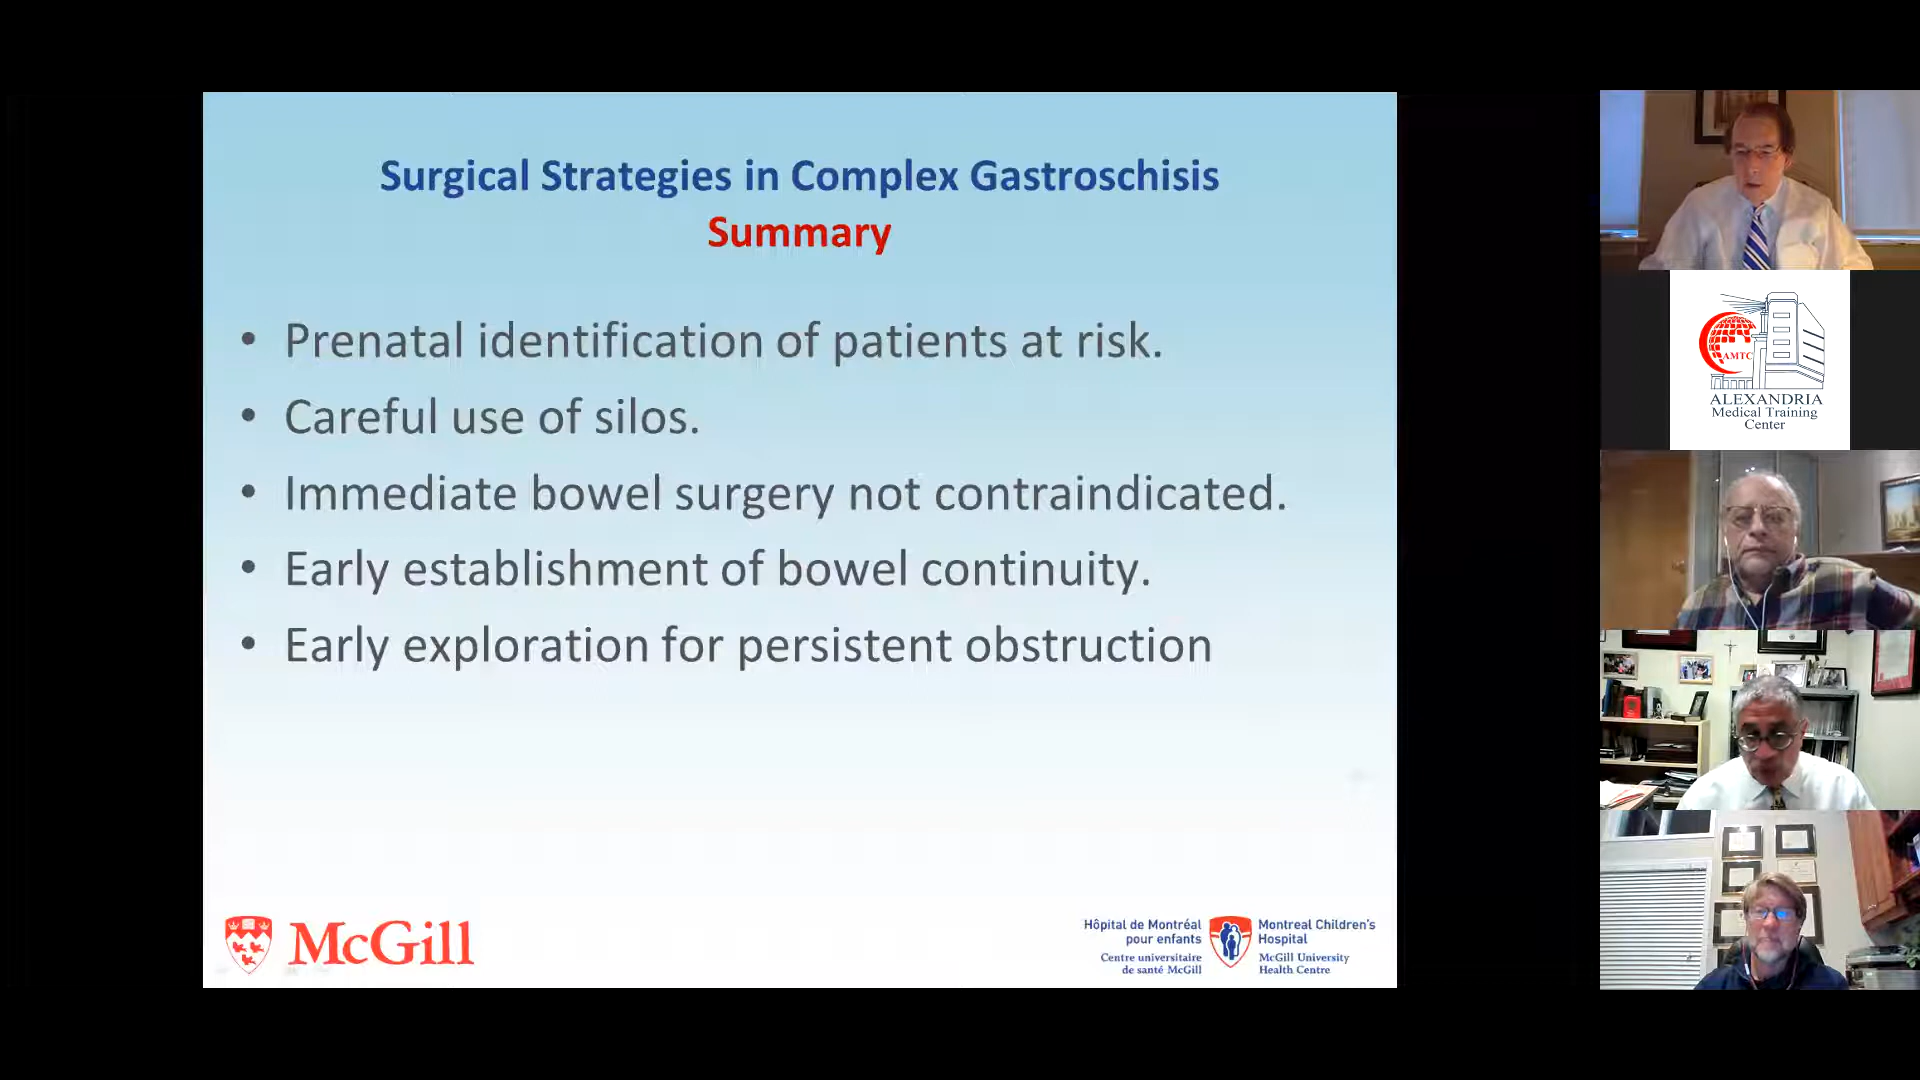 Surgical Strategies in Complex Gastroschisis
Summary
• Prenatal identification of patients at risk.
• Careful use of silos.
• Immediate bowel surgery not contraindicated.
• Early establishment of bowel continuity.
• Early exploration for persistent obstruction
McGill
Hôpital de Montréal
pour enfants
Centre universitaire
de santé McGill
Montreal Children's
Hospital
McGill University
Health Centre
AMTC
ALEXANDRIA
Medical Training
Center